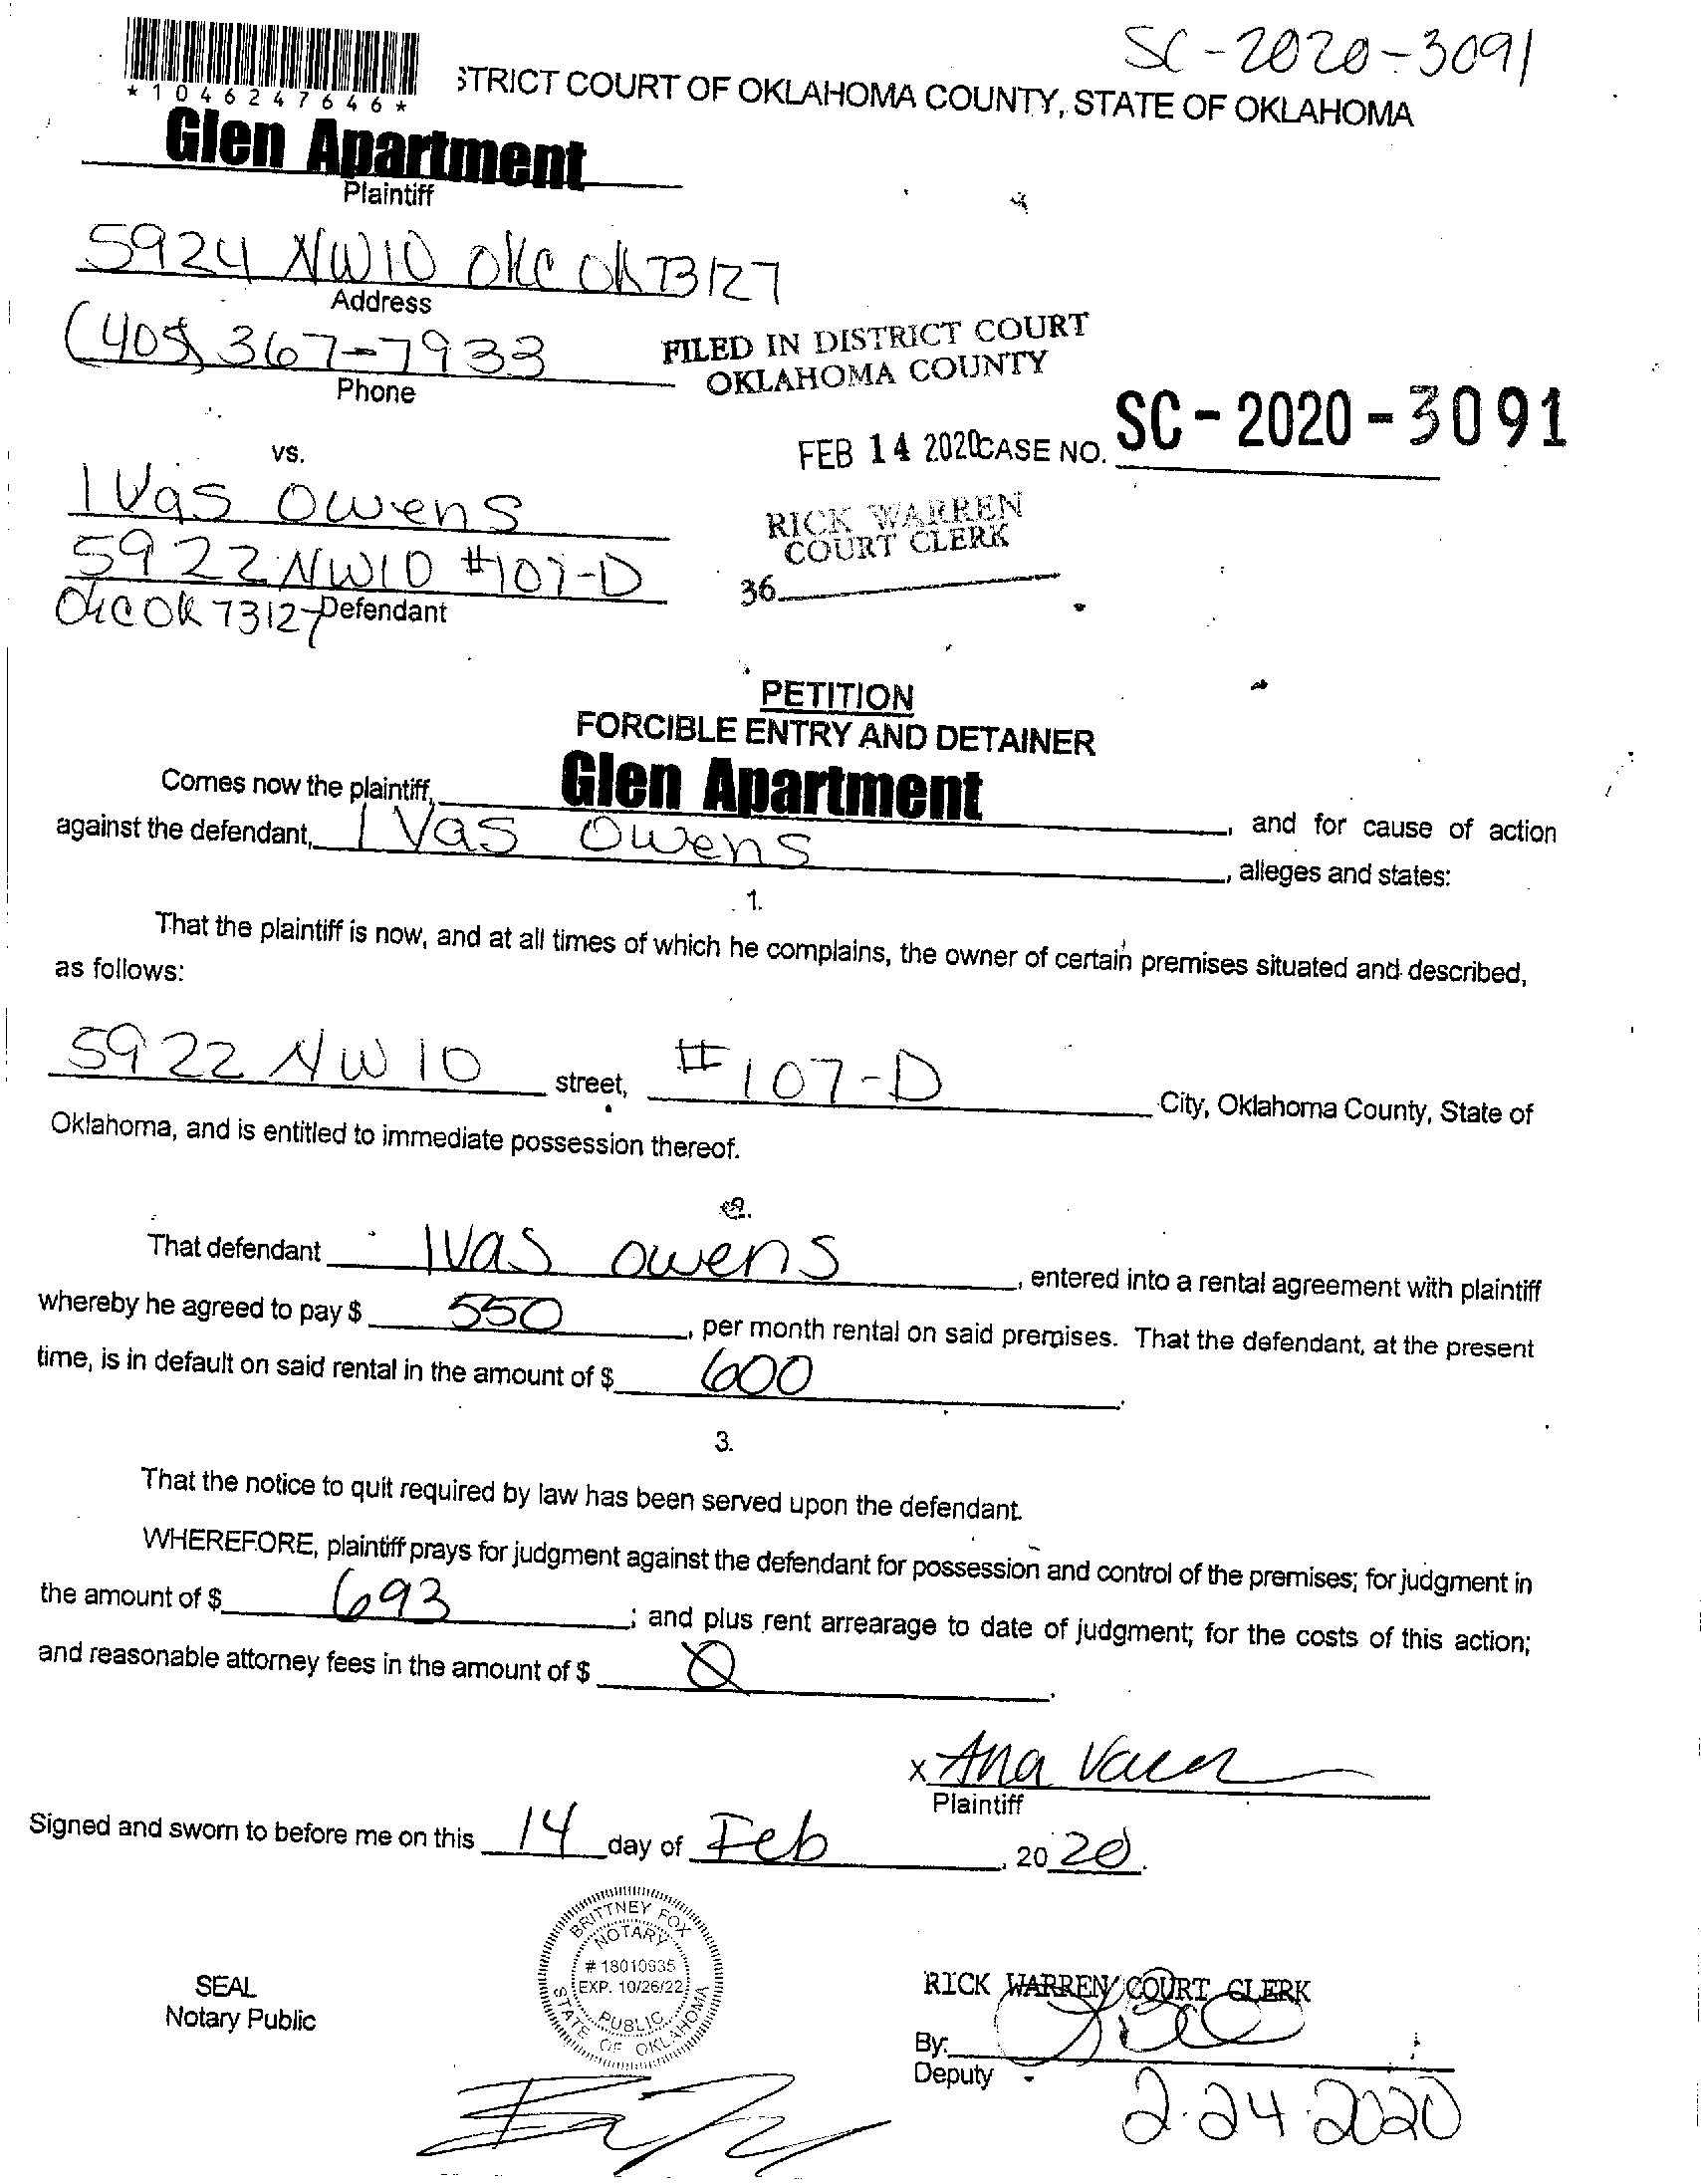 SC-2020-3091
*1046247646*
STRICT COURT OF OKLAHOMA COUNTY, STATE OF OKLAHOMA
Glen Apartment
Plaintiff
5924 NW10 OKC OK 73127
Address
(405) 367-7933
Phone
FILED IN DISTRICT COURT
OKLAHOMA COUNTY
FEB 14 2020 CASE NO. SC-2020-3091
vs.
Ivas Owens
5922 NW10 #107-D
OKC OK 73127 Defendant
RICK WARREN
COURT CLERK
36
PETITION
FORCIBLE ENTRY AND DETAINER
Comes now the plaintiff, Glen Apartment, and for cause of action
against the defendant, Ivas Owens, alleges and states:
1.
That the plaintiff is now, and at all times of which he complains, the owner of certain premises situated and described,
as follows:
5922 NW 10 street, #107-D City, Oklahoma County, State of
Oklahoma, and is entitled to immediate possession thereof.
2.
That defendant Ivas Owens, entered into a rental agreement with plaintiff
whereby he agreed to pay $ 550, per month rental on said premises. That the defendant, at the present
time, is in default on said rental in the amount of $ 600.
3.
That the notice to quit required by law has been served upon the defendant.
WHEREFORE, plaintiff prays for judgment against the defendant for possession and control of the premises; for judgment in
the amount of $ 693; and plus rent arrearage to date of judgment; for the costs of this action;
and reasonable attorney fees in the amount of $ 0.
x Ana
Plaintiff
Signed and sworn to before me on this 14 day of Feb, 2020.
BRITTNEY FOX
NOTARY
# 18010935
EXP. 10/26/22
PUBLIC
STATE OF OKLAHOMA
SEAL
Notary Public
RICK WARREN COURT CLERK
By:
Deputy
2-24-2020